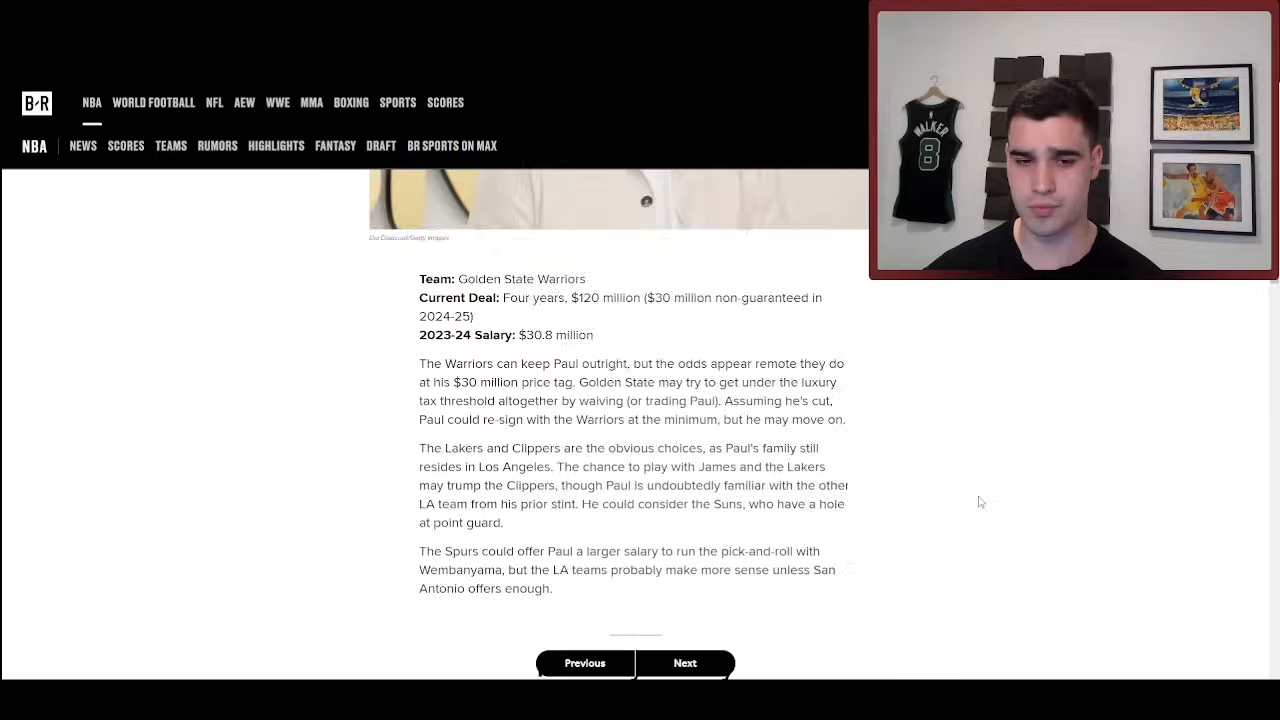 B/R
NBA WORLD FOOTBALL NFL AEW WWE MMA BOXING SPORTS SCORES
NBA NEWS SCORES TEAMS RUMORS HIGHLIGHTS FANTASY DRAFT BR SPORTS ON MAX
WALKER
8
Team: Golden State Warriors
Current Deal: Four years, $120 million ($30 million non-guaranteed in
2024-25)
2023-24 Salary: $30.8 million
The Warriors can keep Paul outright, but the odds appear remote they do
at his $30 million price tag. Golden State may try to get under the luxury
tax threshold altogether by waiving (or trading Paul). Assuming he's cut,
Paul could re-sign with the Warriors at the minimum, but he may move on.
The Lakers and Clippers are the obvious choices, as Paul's family still
resides in Los Angeles. The chance to play with James and the Lakers
may trump the Clippers, though Paul is undoubtedly familiar with the other
LA team from his prior stint. He could consider the Suns, who have a hole
at point guard.
The Spurs could offer Paul a larger salary to run the pick-and-roll with
Wembanyama, but the LA teams probably make more sense unless San
Antonio offers enough.
Previous Next